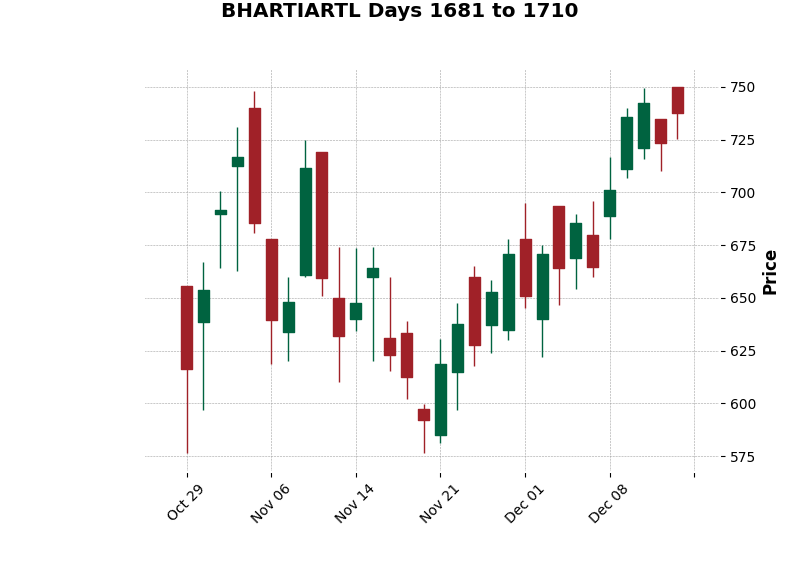 BHARTIARTL Days 1681 to 1710
750
725
700
675
650
625
600
575
Price
Oct 29
Nov 06
Nov 14
Nov 21
Dec 01
Dec 08